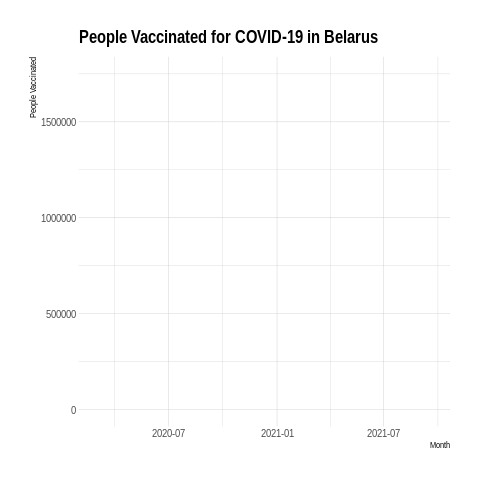 People Vaccinated for COVID-19 in Belarus
People Vaccinated
1500000
1000000
500000
0
2020-07 2021-01 2021-07
Month